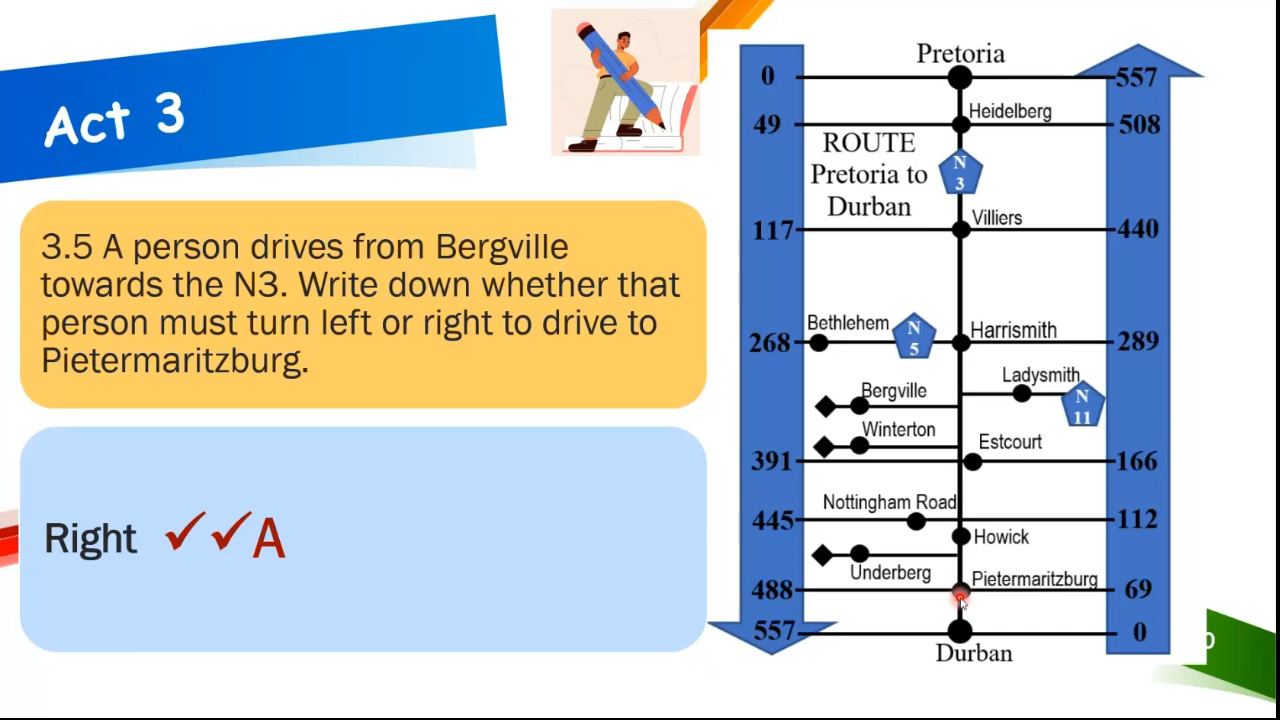 Act 3
3.5 A person drives from Bergville
towards the N3. Write down whether that
person must turn left or right to drive to
Pietermaritzburg.
Right ✓✓A
Pretoria
0
557
Heidelberg
49
508
ROUTE
Pretoria to
Durban
N
3
Villiers
117
440
Bethlehem
N
5
Harrismith
268
289
Ladysmith
N
11
Bergville
Winterton
Estcourt
391
166
Nottingham Road
445
112
Howick
Underberg
Pietermaritzburg
488
69
557
0
Durban